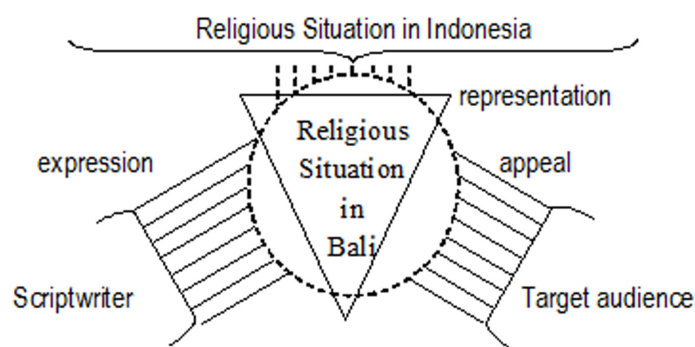 Religious Situation in Indonesia
representation
Religious
Situation
in
Bali
expression
appeal
Scriptwriter
Target audience